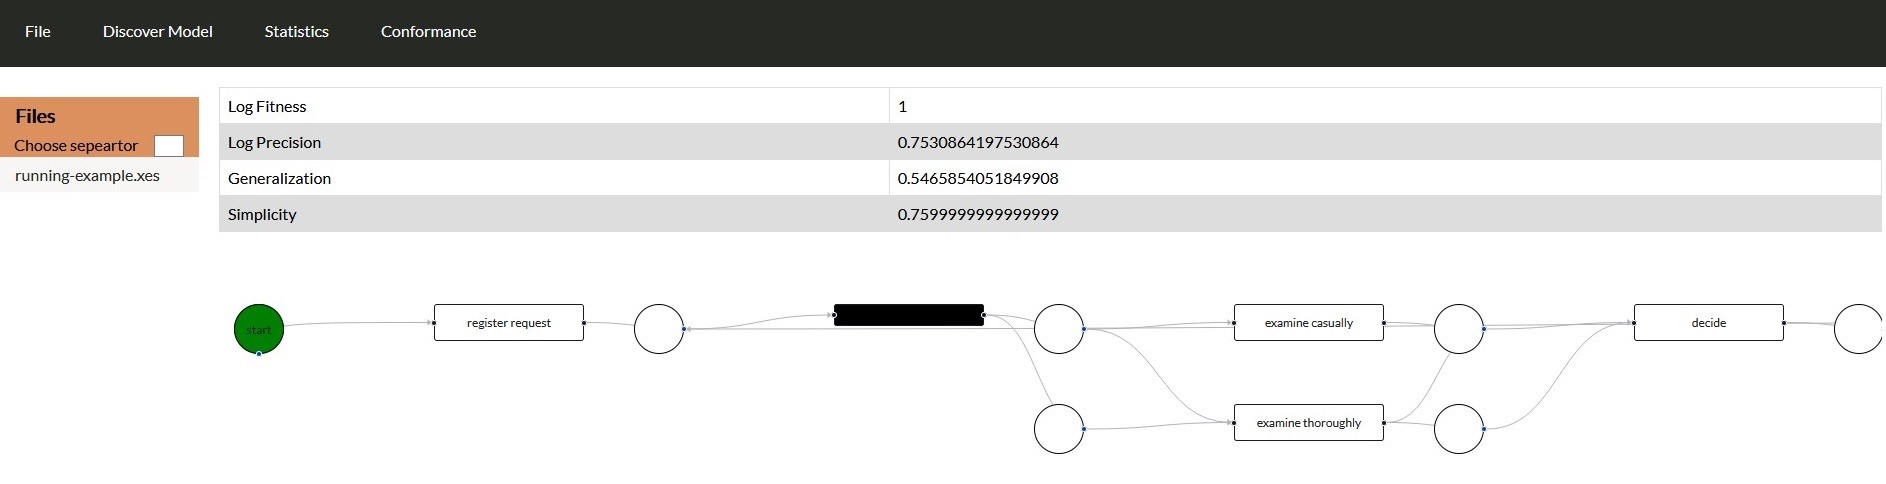 File Discover Model Statistics Conformance
Files
Choose sepeartor
running-example.xes
Log Fitness 1
Log Precision 0.7530864197530864
Generalization 0.5465854051849908
Simplicity 0.7599999999999999
start
register request
examine casually
decide
examine thoroughly